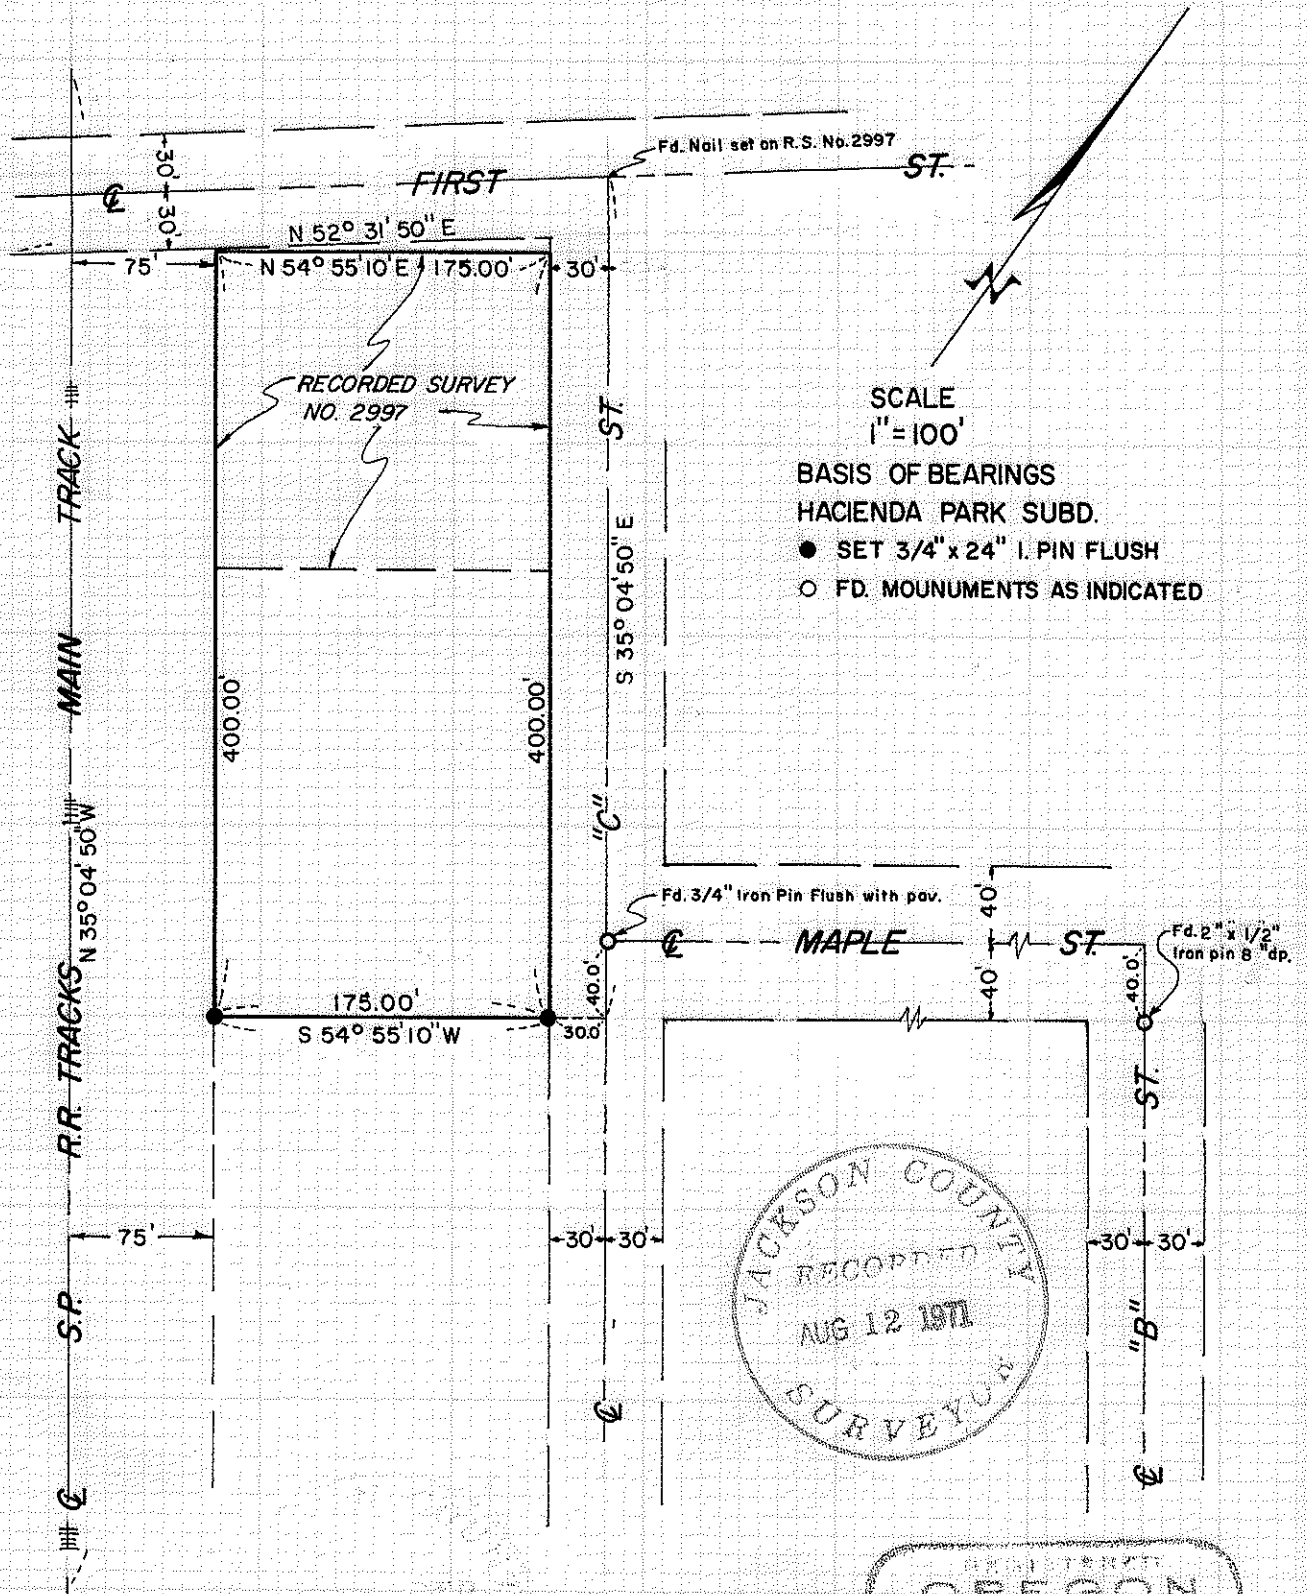 Fd. Nail set on R.S. No. 2997
30'
30'
℄
FIRST
ST.
N 52° 31' 50" E
75'
N 54° 55' 10" E
175.00'
30'
RECORDED SURVEY
NO. 2997
SCALE
1" = 100'
BASIS OF BEARINGS
HACIENDA PARK SUBD.
SET 3/4" x 24" I. PIN FLUSH
FD. MOUNUMENTS AS INDICATED
S.P. R.R. TRACKS MAIN TRACK
N 35° 04' 50" W
℄
400.00'
400.00'
"C" ST.
S 35° 04' 50" E
Fd. 3/4" Iron Pin Flush with pav.
℄
MAPLE
ST.
40'
40'
Fd. 2" x 1/2"
Iron pin 8" dp.
40.0'
40.0'
175.00'
S 54° 55' 10" W
30.0'
75'
30'
30'
℄
30'
30'
"B" ST.
℄
JACKSON COUNTY
RECORDED
AUG 12 1971
SURVEYOR
OREGON
N